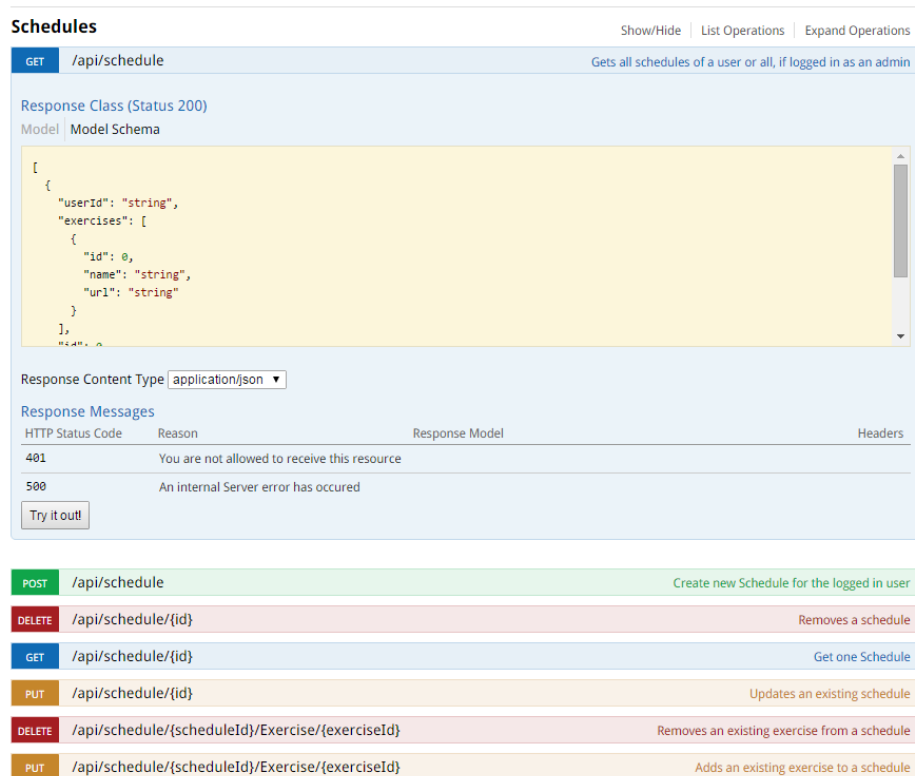 Schedules
Show/Hide List Operations Expand Operations
GET /api/schedule Gets all schedules of a user or all, if logged in as an admin
Response Class (Status 200)
Model Model Schema
[
{
"userId": "string",
"exercises": [
{
"id": 0,
"name": "string",
"url": "string"
}
],
"id": 0
Response Content Type application/json
Response Messages
HTTP Status Code Reason Response Model Headers
401 You are not allowed to receive this resource
500 An internal Server error has occured
Try it out!
POST /api/schedule Create new Schedule for the logged in user
DELETE /api/schedule/{id} Removes a schedule
GET /api/schedule/{id} Get one Schedule
PUT /api/schedule/{id} Updates an existing schedule
DELETE /api/schedule/{scheduleId}/Exercise/{exerciseId} Removes an existing exercise from a schedule
PUT /api/schedule/{scheduleId}/Exercise/{exerciseId} Adds an existing exercise to a schedule